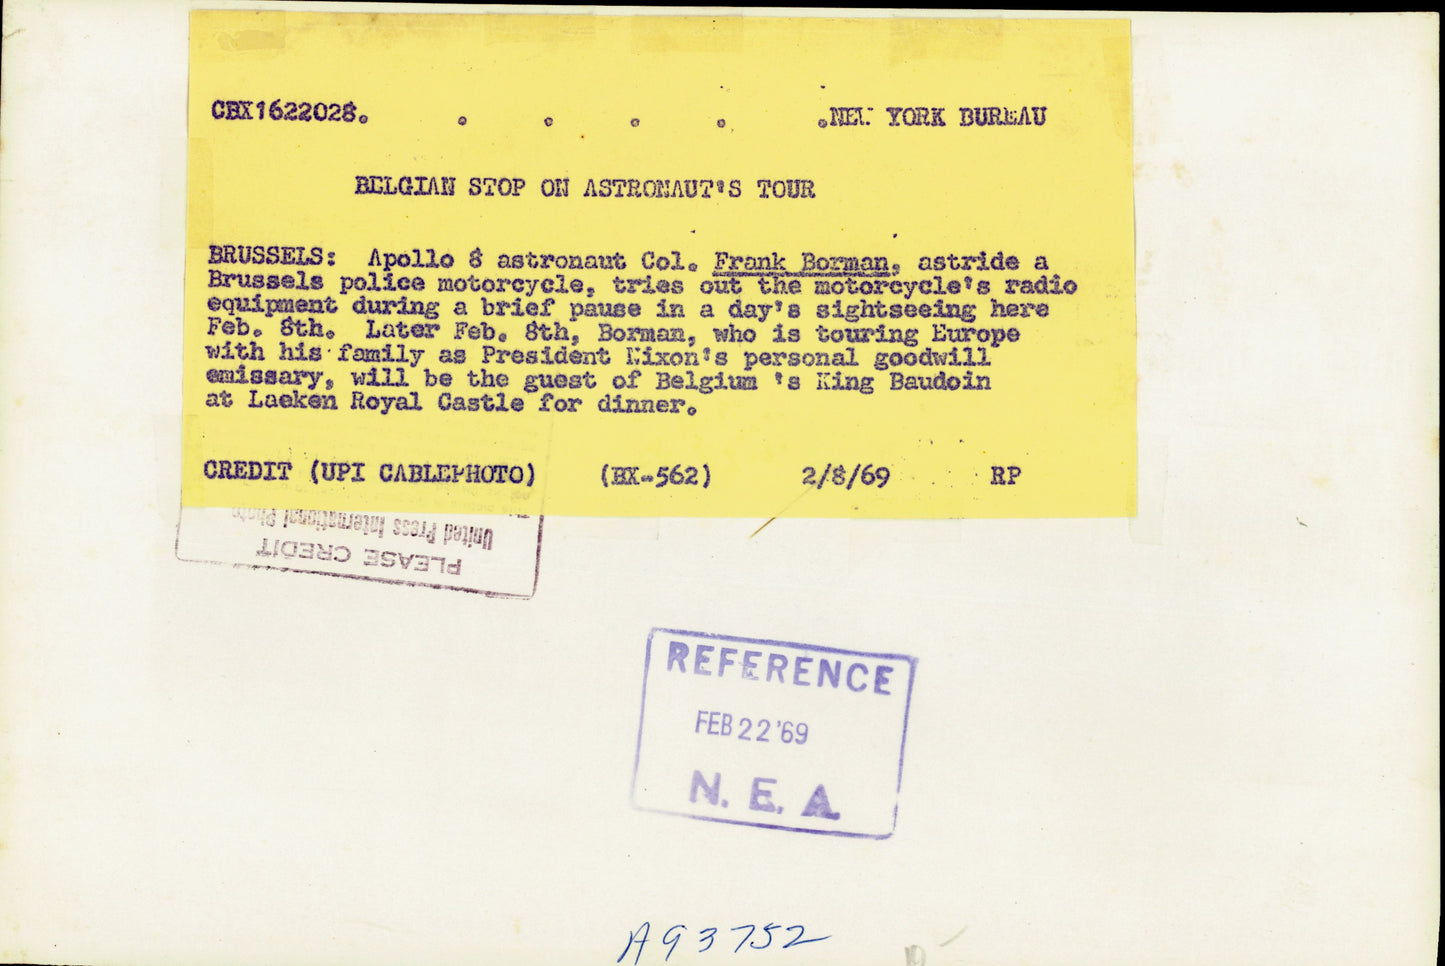 CBX1622028. . . . . .NEW YORK BUREAU
BELGIAN STOP ON ASTRONAUT'S TOUR
BRUSSELS: Apollo 8 astronaut Col. Frank Borman, astride a
Brussels police motorcycle, tries out the motorcycle's radio
equipment during a brief pause in a day's sightseeing here
Feb. 8th. Later Feb. 8th, Borman, who is touring Europe
with his family as President Nixon's personal goodwill
emissary, will be the guest of Belgium 's King Baudoin
at Laeken Royal Castle for dinner.
CREDIT (UPI CABLEPHOTO) (BX-562) 2/8/69 RP
PLEASE CREDIT
United Press International Photo
REFERENCE
FEB 22 '69
N. E. A.
A93752